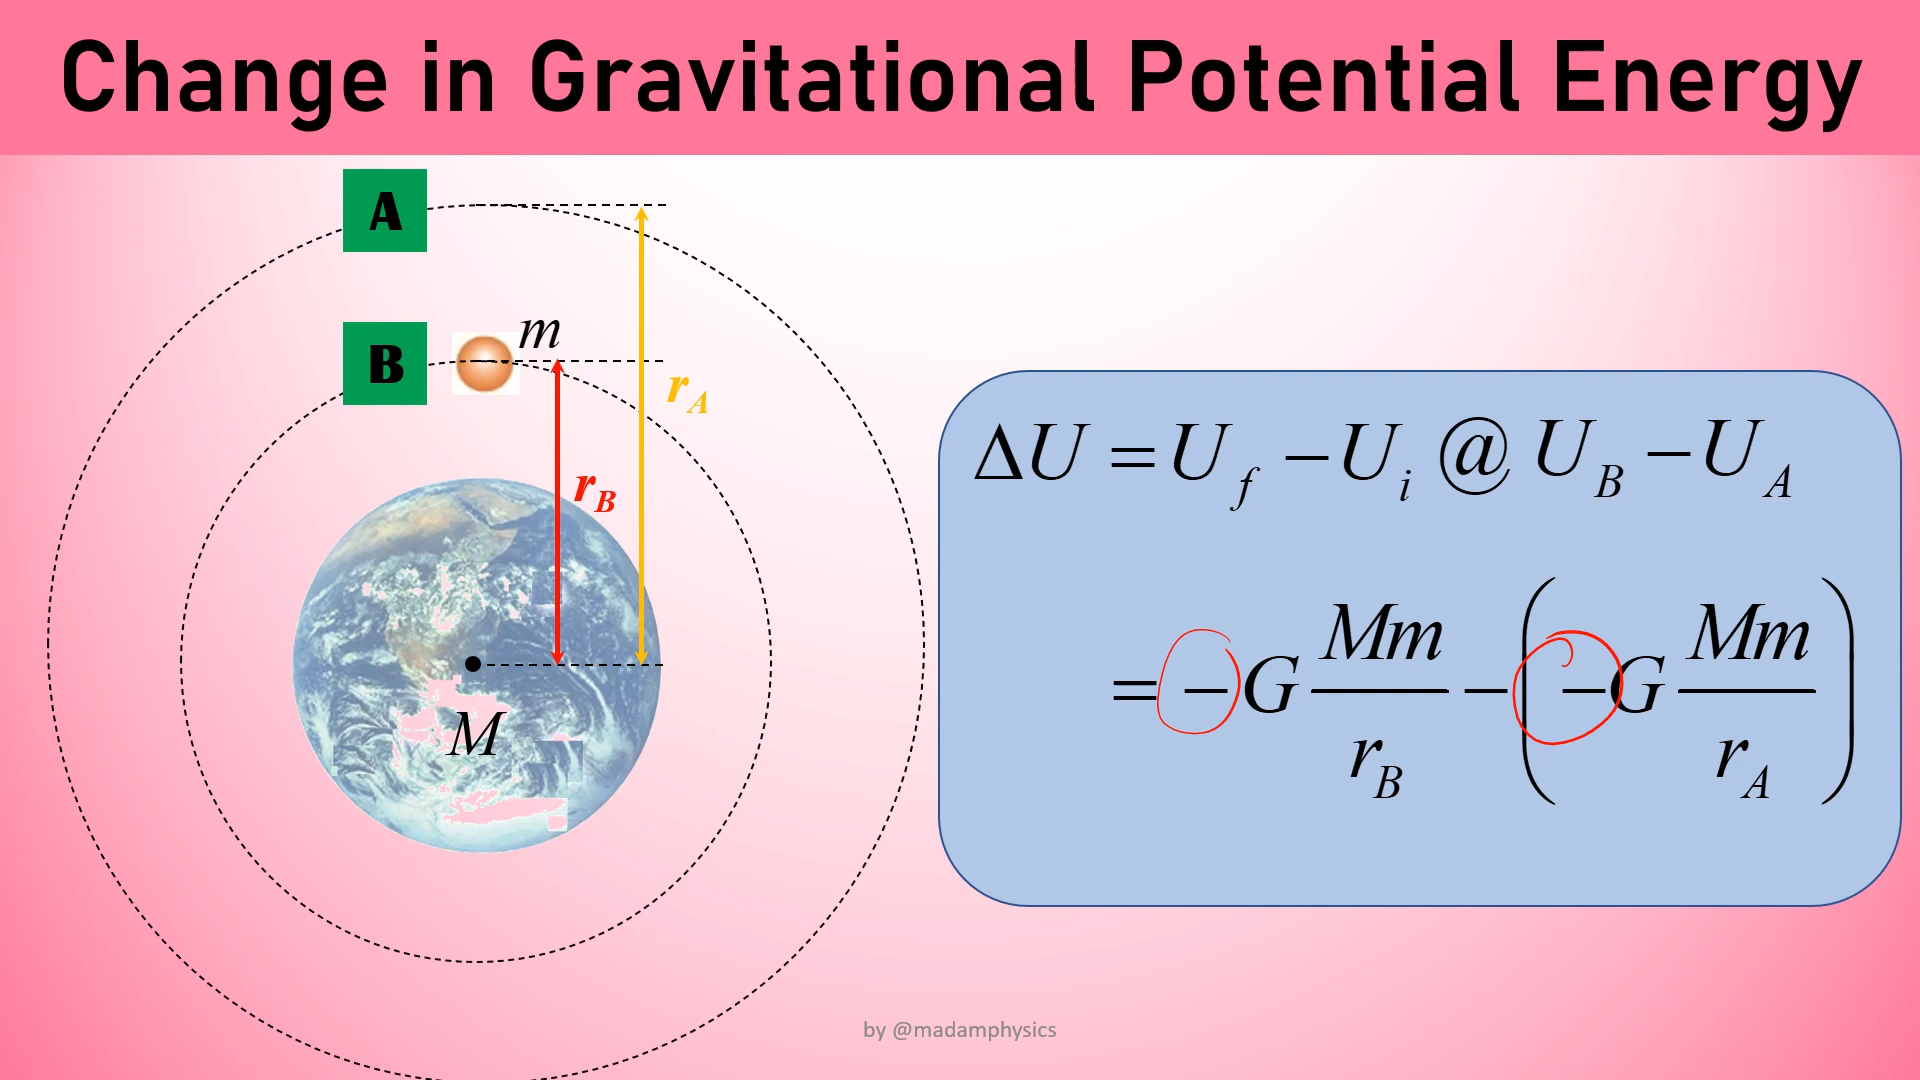 Change in Gravitational Potential Energy
A
B
m
r_A
r_B
M
ΔU = U_f − U_i @ U_B − U_A
= −G Mm/r_B − (−G Mm/r_A)
by @madamphysics